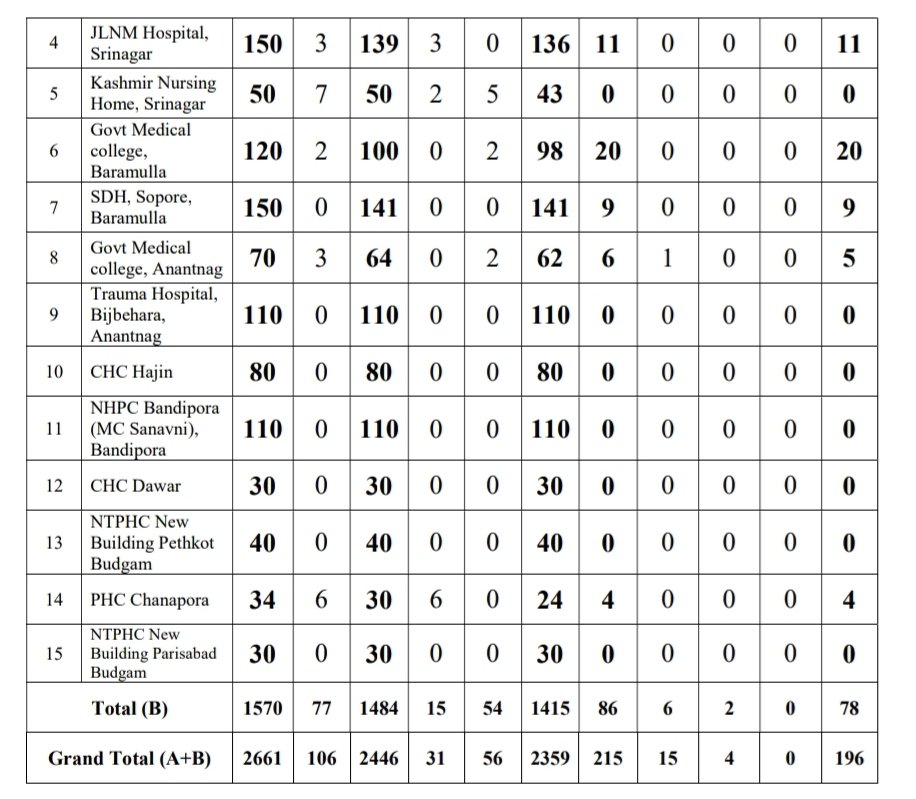 4 JLNM Hospital, Srinagar 150 3 139 3 0 136 11 0 0 0 11
5 Kashmir Nursing Home, Srinagar 50 7 50 2 5 43 0 0 0 0 0
6 Govt Medical college, Baramulla 120 2 100 0 2 98 20 0 0 0 20
7 SDH, Sopore, Baramulla 150 0 141 0 0 141 9 0 0 0 9
8 Govt Medical college, Anantnag 70 3 64 0 2 62 6 1 0 0 5
9 Trauma Hospital, Bijbehara, Anantnag 110 0 110 0 0 110 0 0 0 0 0
10 CHC Hajin 80 0 80 0 0 80 0 0 0 0 0
11 NHPC Bandipora (MC Sanavni), Bandipora 110 0 110 0 0 110 0 0 0 0 0
12 CHC Dawar 30 0 30 0 0 30 0 0 0 0 0
13 NTPHC New Building Pethkot Budgam 40 0 40 0 0 40 0 0 0 0 0
14 PHC Chanapora 34 6 30 6 0 24 4 0 0 0 4
15 NTPHC New Building Parisabad Budgam 30 0 30 0 0 30 0 0 0 0 0
Total (B) 1570 77 1484 15 54 1415 86 6 2 0 78
Grand Total (A+B) 2661 106 2446 31 56 2359 215 15 4 0 196